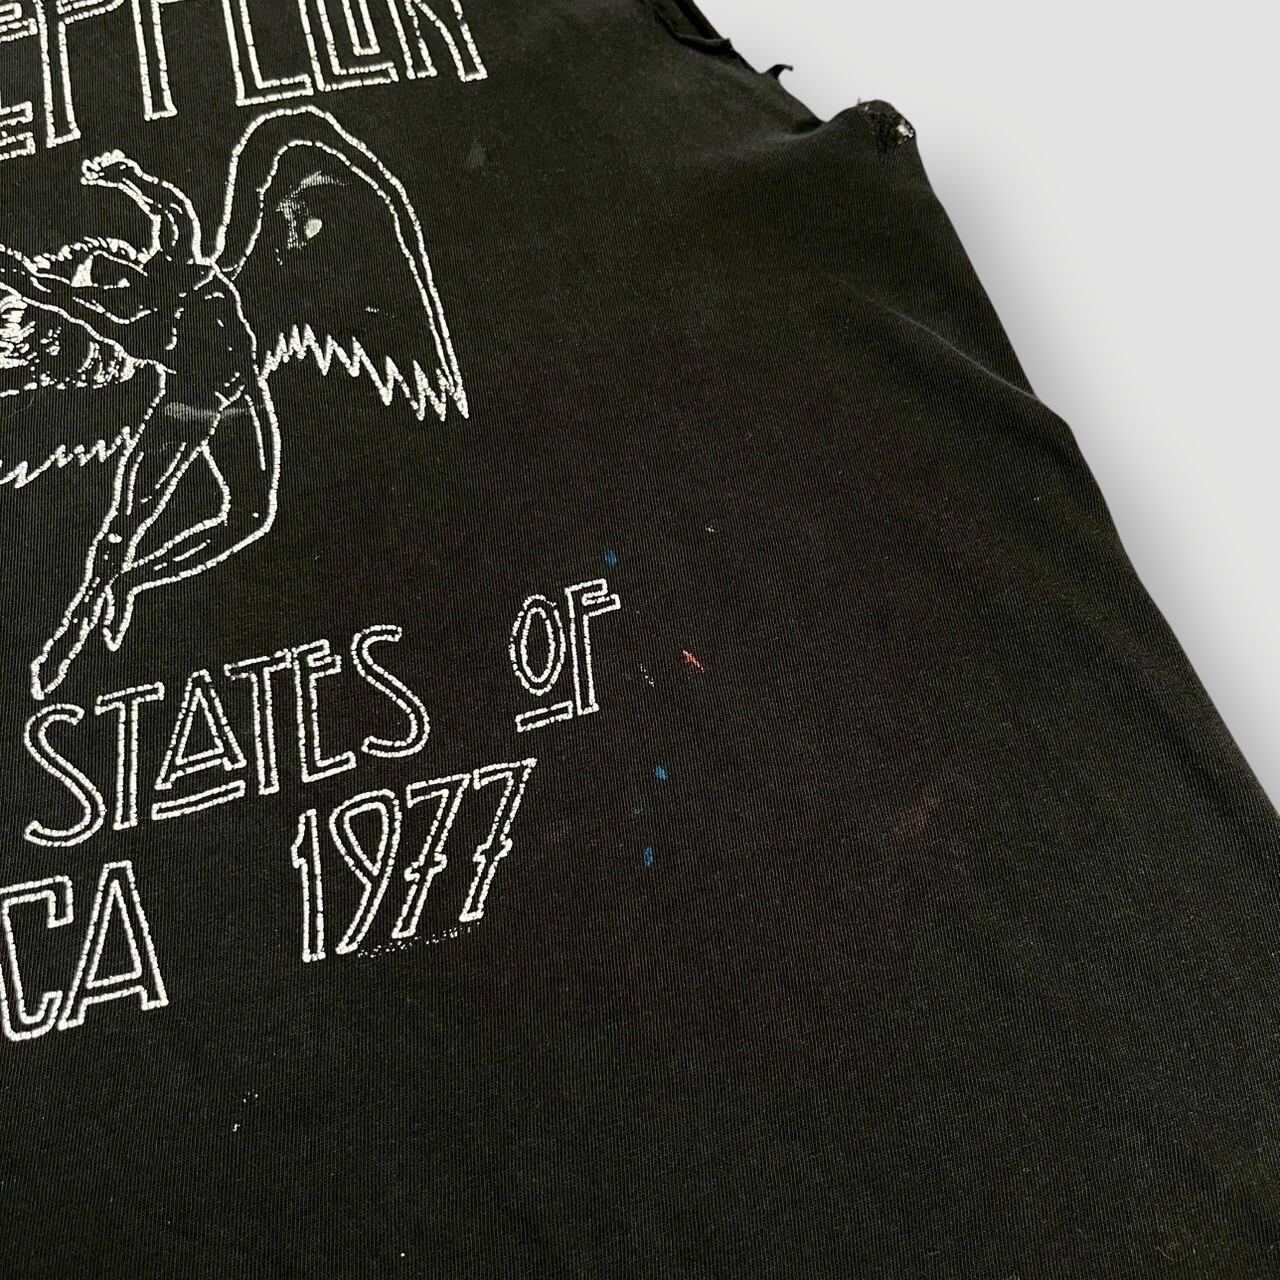 EPPLIN
STATES OF
CA 1977